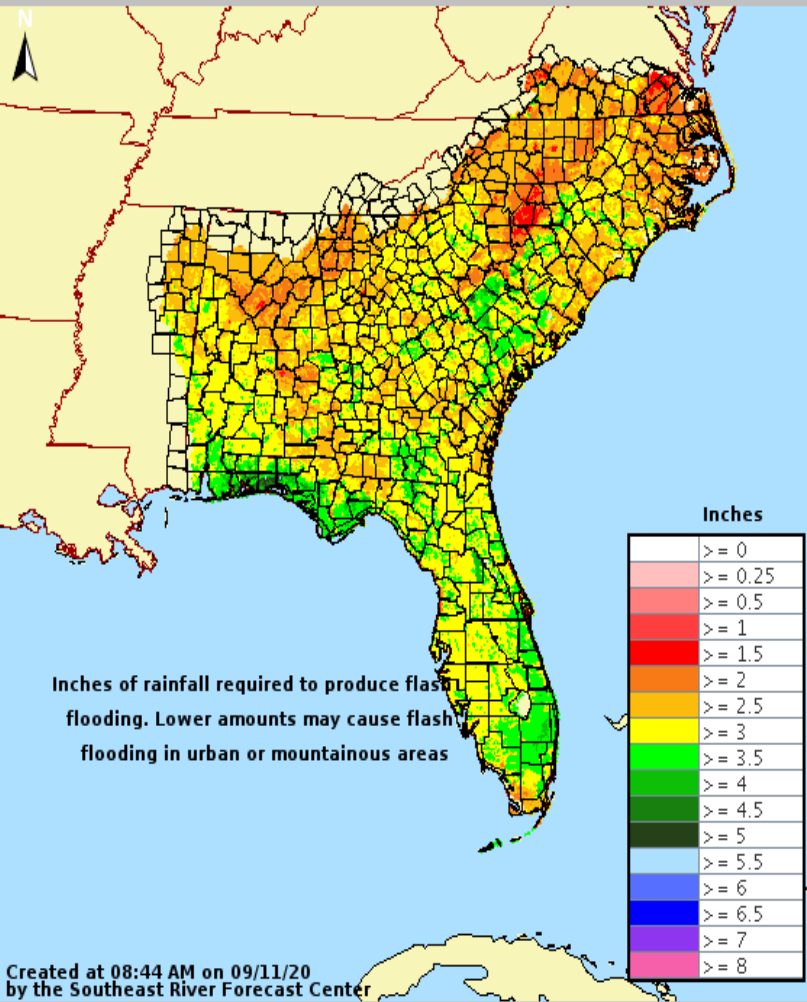 N
Inches
>= 0
>= 0.25
>= 0.5
>= 1
>= 1.5
>= 2
>= 2.5
>= 3
>= 3.5
>= 4
>= 4.5
>= 5
>= 5.5
>= 6
>= 6.5
>= 7
>= 8
Inches of rainfall required to produce flash
flooding. Lower amounts may cause flash
flooding in urban or mountainous areas
Created at 08:44 AM on 09/11/20
by the Southeast River Forecast Center